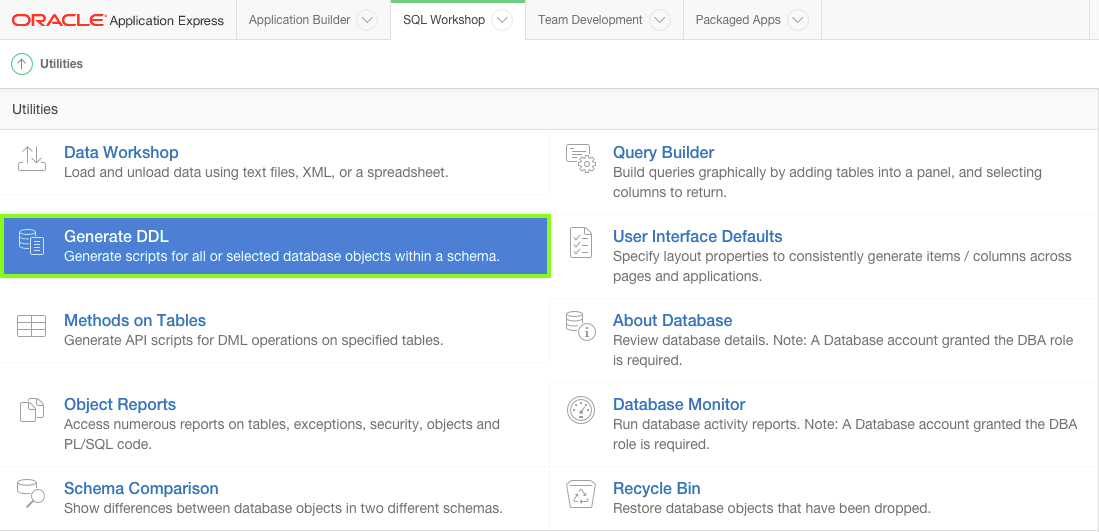 ORACLE Application Express Application Builder SQL Workshop Team Development Packaged Apps
Utilities
Utilities
Data Workshop
Load and unload data using text files, XML, or a spreadsheet.
Query Builder
Build queries graphically by adding tables into a panel, and selecting
columns to return.
Generate DDL
Generate scripts for all or selected database objects within a schema.
User Interface Defaults
Specify layout properties to consistently generate items / columns across
pages and applications.
Methods on Tables
Generate API scripts for DML operations on specified tables.
About Database
Review database details. Note: A Database account granted the DBA role
is required.
Object Reports
Access numerous reports on tables, exceptions, security, objects and
PL/SQL code.
Database Monitor
Run database activity reports. Note: A Database account granted the DBA
role is required.
Schema Comparison
Show differences between database objects in two different schemas.
Recycle Bin
Restore database objects that have been dropped.